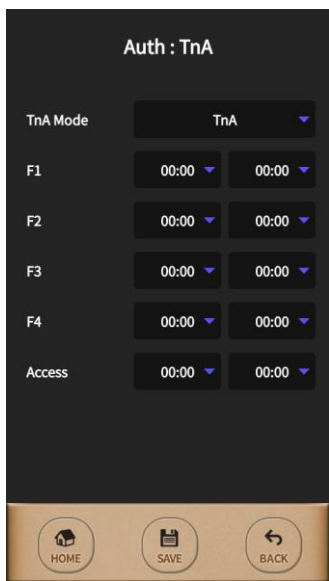 Auth : TnA
TnA Mode TnA
F1 00:00 00:00
F2 00:00 00:00
F3 00:00 00:00
F4 00:00 00:00
Access 00:00 00:00
HOME SAVE BACK